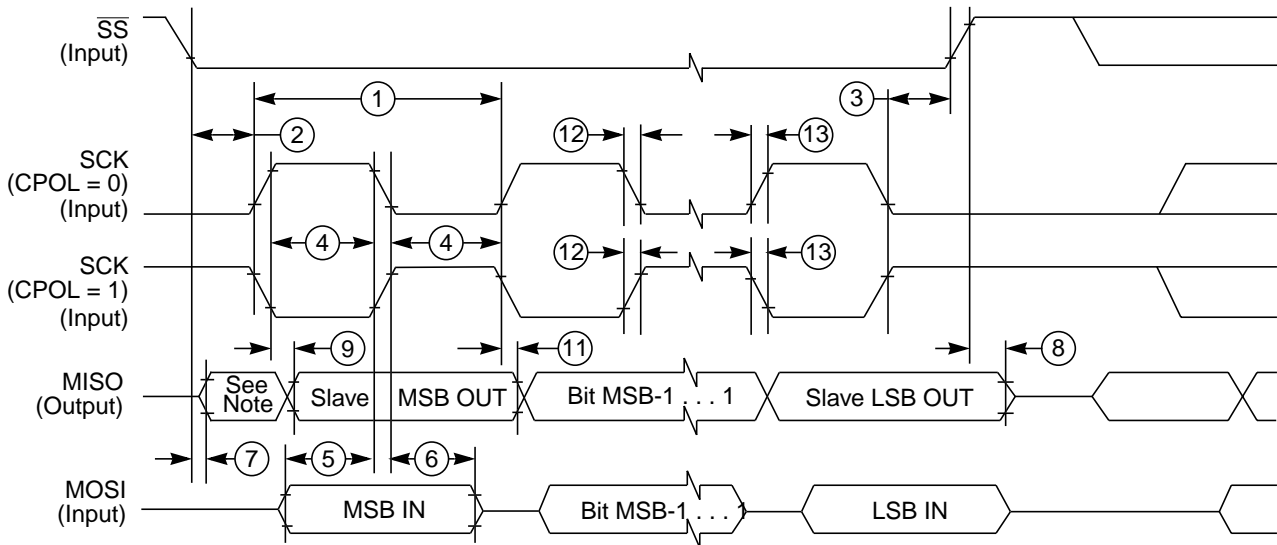 SS
(Input)
1
3
2
12
13
SCK
(CPOL = 0)
(Input)
4
4
12
13
SCK
(CPOL = 1)
(Input)
9
11
8
MISO
(Output)
See
Note
Slave
MSB OUT
Bit MSB-1 . . . 1
Slave LSB OUT
7
5
6
MOSI
(Input)
MSB IN
Bit MSB-1 . . . 1
LSB IN